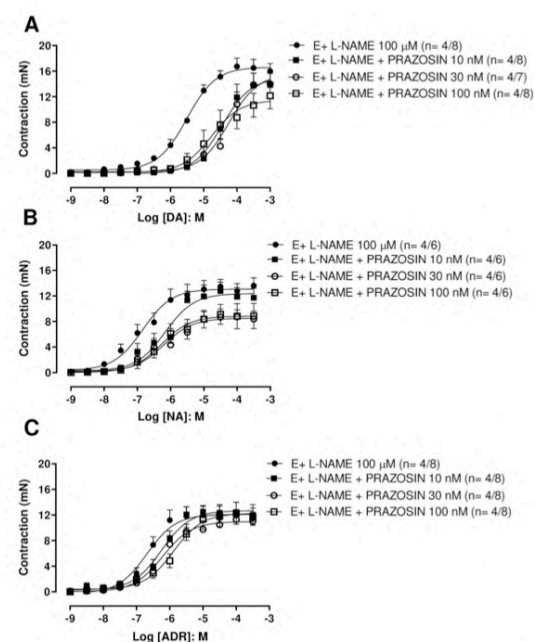 A
20
16
12
8
4
0
Contraction (mN)
-9 -8 -7 -6 -5 -4 -3
Log [DA]: M
E+ L-NAME 100 μM (n= 4/8)
E+ L-NAME + PRAZOSIN 10 nM (n= 4/8)
E+ L-NAME + PRAZOSIN 30 nM (n= 4/7)
E+ L-NAME + PRAZOSIN 100 nM (n= 4/8)
B
20
16
12
8
4
0
Contraction (mN)
-9 -8 -7 -6 -5 -4 -3
Log [NA]: M
E+ L-NAME 100 μM (n= 4/6)
E+ L-NAME + PRAZOSIN 10 nM (n= 4/6)
E+ L-NAME + PRAZOSIN 30 nM (n= 4/6)
E+ L-NAME + PRAZOSIN 100 nM (n= 4/6)
C
20
16
12
8
4
0
Contraction (mN)
-9 -8 -7 -6 -5 -4 -3
Log [ADR]: M
E+ L-NAME 100 μM (n= 4/8)
E+ L-NAME + PRAZOSIN 10 nM (n= 4/8)
E+ L-NAME + PRAZOSIN 30 nM (n= 4/8)
E+ L-NAME + PRAZOSIN 100 nM (n= 4/8)